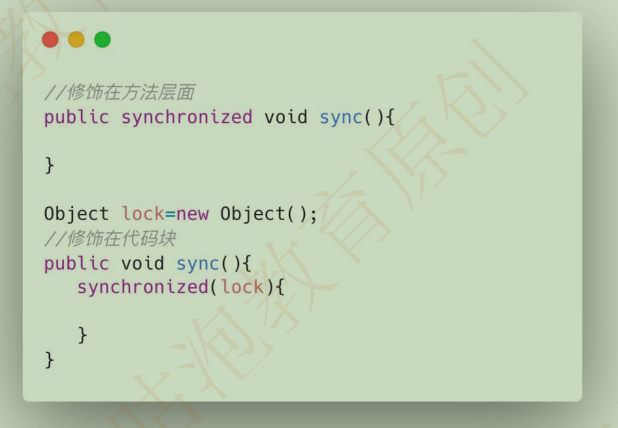 //修饰在方法层面
public synchronized void sync(){
}
Object lock=new Object();
//修饰在代码块
public void sync(){
synchronized(lock){
}
}
咕泡教育原创